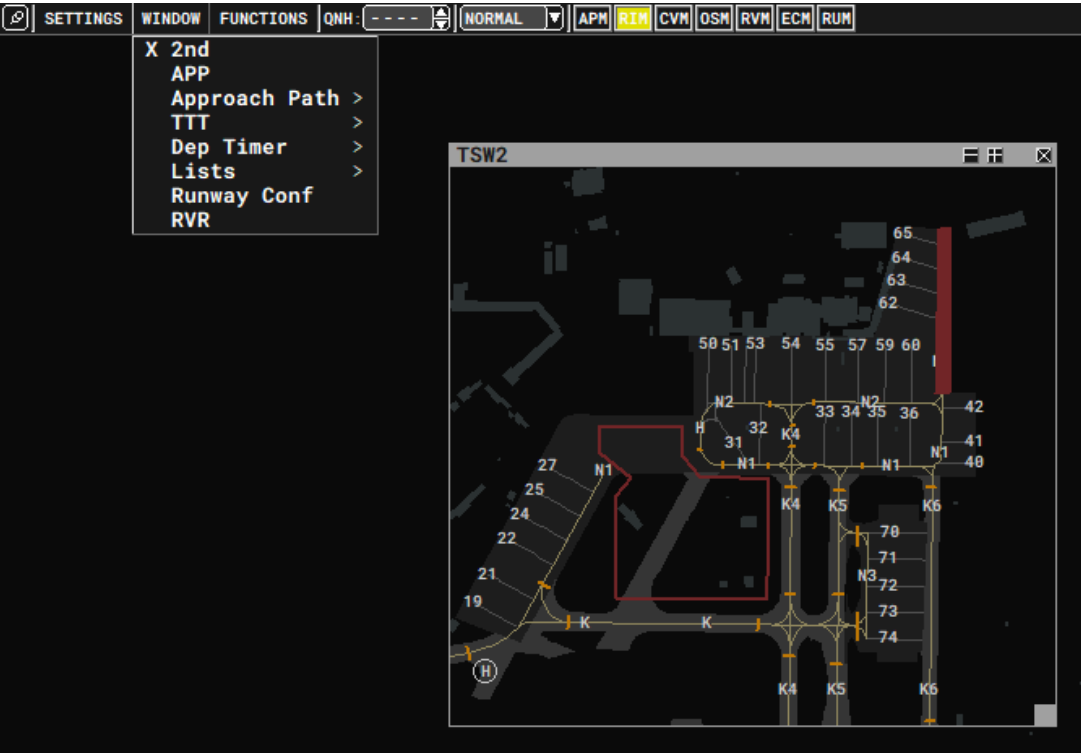 SETTINGS WINDOW FUNCTIONS QNH: ---- NORMAL APM RIM CVM OSM RVM ECM RUM
X 2nd
APP
Approach Path >
TTT >
Dep Timer >
Lists >
Runway Conf
RVR
TSW2
65
64
63
62
50 51 53 54 55 57 59 60
N2 N2 42
33 34 35 36
H 32 K4
31 41
N1 N1 N1 40
27 N1
25
24
22
21
19
K4 K5 K6
70
71
N3 72
73
74
K K
H
K4 K5 K6